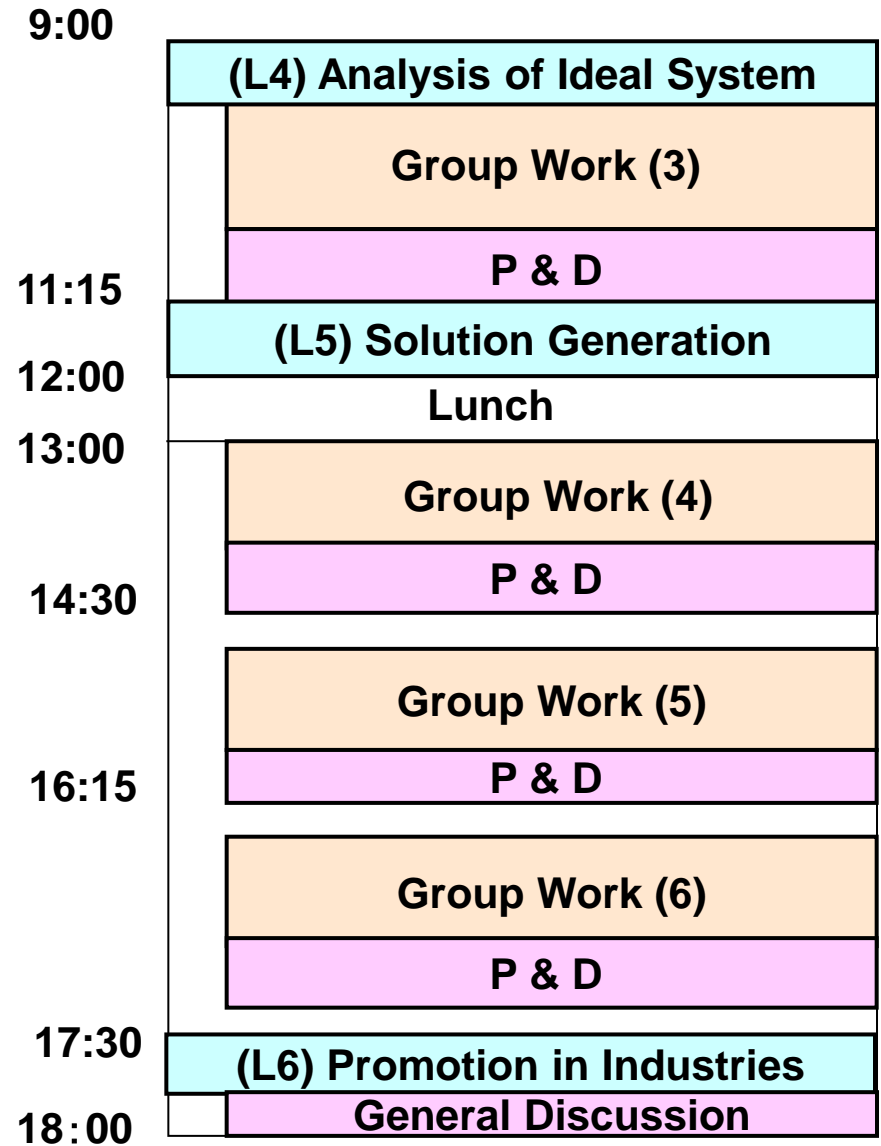 9:00
(L4) Analysis of Ideal System
Group Work (3)
P & D
11:15
(L5) Solution Generation
12:00
Lunch
13:00
Group Work (4)
P & D
14:30
Group Work (5)
P & D
16:15
Group Work (6)
P & D
17:30
(L6) Promotion in Industries
General Discussion
18:00